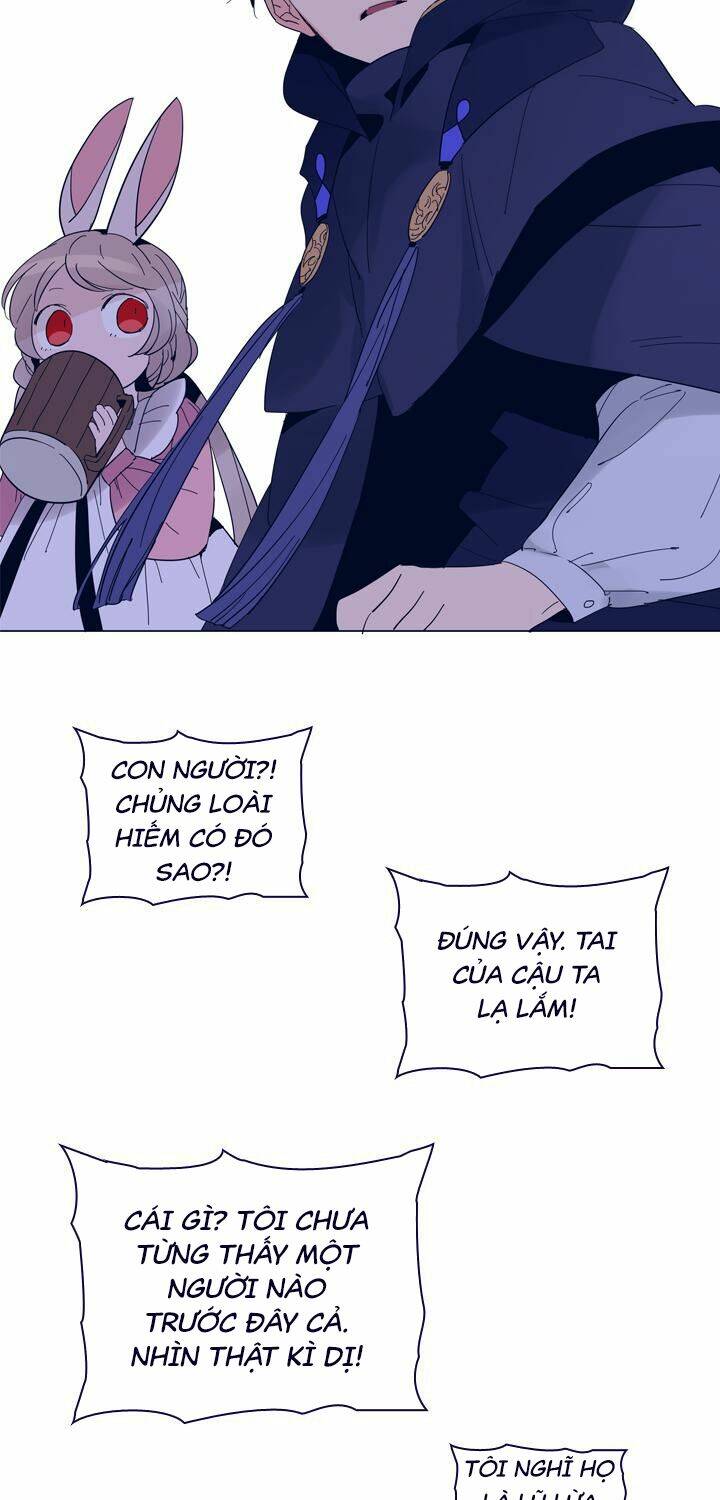 CON NGƯỜI?!
CHỦNG LOÀI
HIẾM CÓ ĐÓ
SAO?!
ĐÚNG VẬY. TAI
CỦA CẬU TA
LẠ LẮM!
CÁI GÌ? TÔI CHƯA
TỪNG THẤY MỘT
NGƯỜI NÀO
TRƯỚC ĐÂY CẢ.
NHÌN THẬT KÌ DỊ!
TÔI NGHĨ HỌ